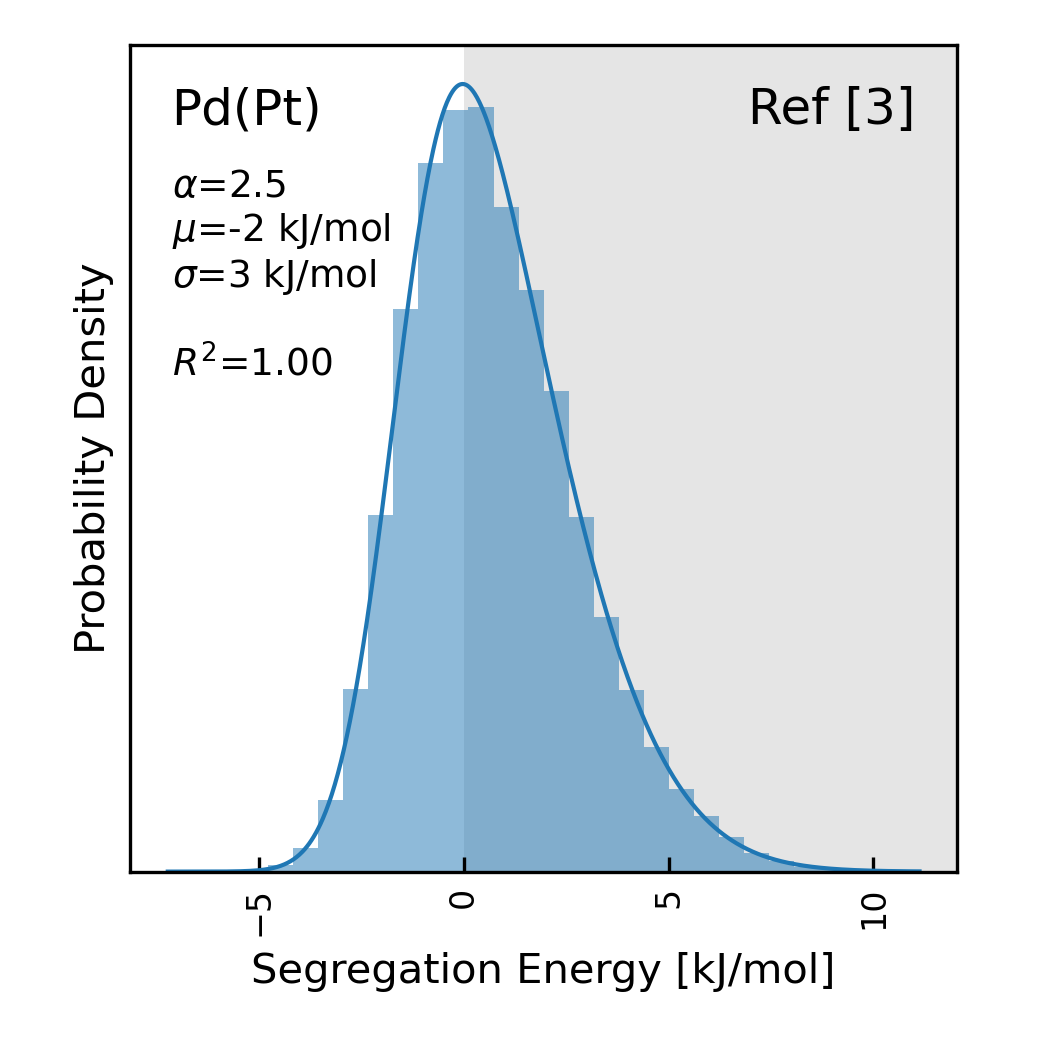 Pd(Pt)
Ref [3]
α=2.5
μ=-2 kJ/mol
σ=3 kJ/mol
R²=1.00
Probability Density
−5
0
5
10
Segregation Energy [kJ/mol]